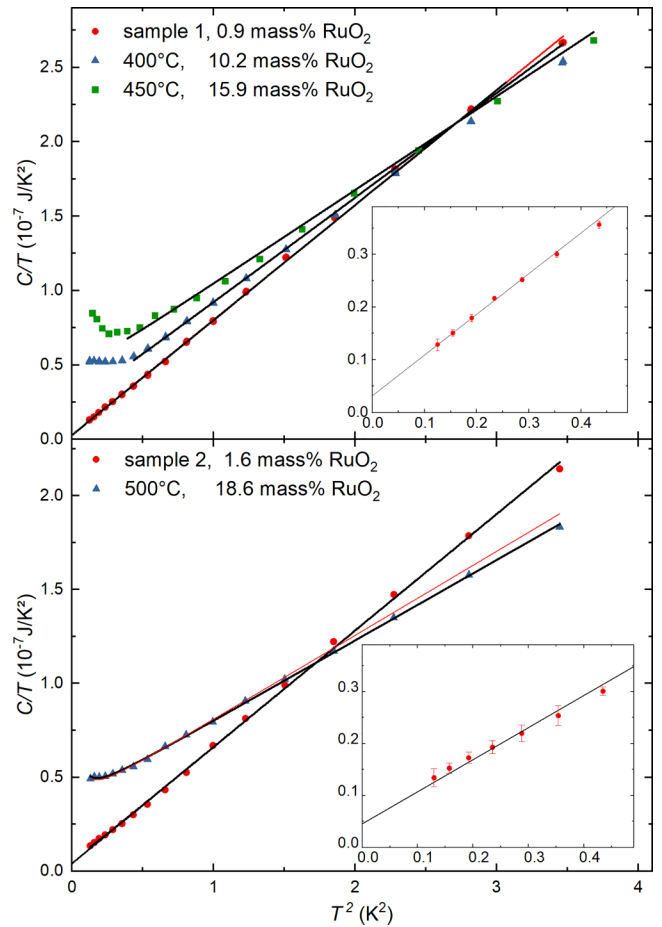 sample 1, 0.9 mass% RuO₂
400°C, 10.2 mass% RuO₂
450°C, 15.9 mass% RuO₂
2.5
2.0
1.5
1.0
0.5
0.0
C/T (10⁻⁷ J/K²)
0.3
0.2
0.1
0.0
0.0 0.1 0.2 0.3 0.4
sample 2, 1.6 mass% RuO₂
500°C, 18.6 mass% RuO₂
2.0
1.5
1.0
0.5
0.0
C/T (10⁻⁷J/K²)
0.3
0.2
0.1
0.0
0.0 0.1 0.2 0.3 0.4
0 1 2 3 4
T² (K²)